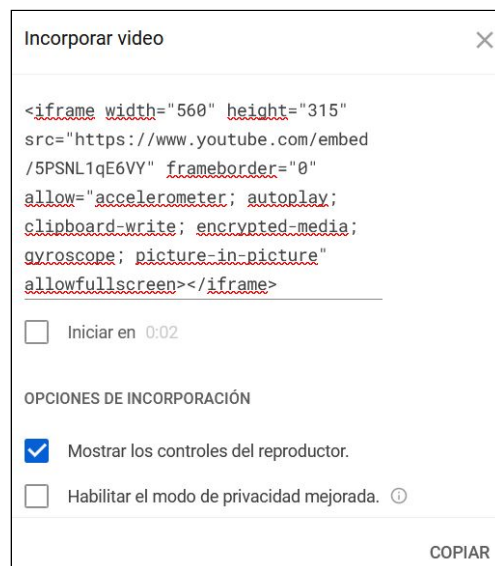 Incorporar video
<iframe width="560" height="315"
src="https://www.youtube.com/embed
/5PSNL1qE6VY" frameborder="0"
allow="accelerometer; autoplay;
clipboard-write; encrypted-media;
gyroscope; picture-in-picture"
allowfullscreen></iframe>
Iniciar en 0:02
OPCIONES DE INCORPORACIÓN
Mostrar los controles del reproductor.
Habilitar el modo de privacidad mejorada.
COPIAR